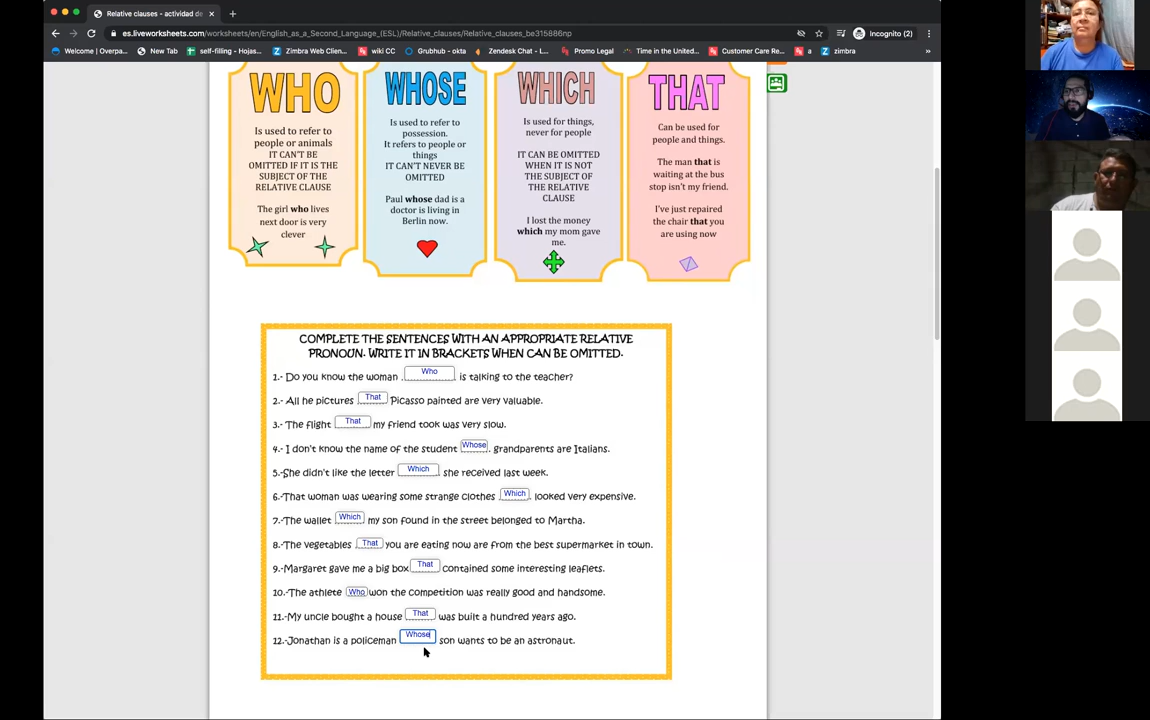 Relative clauses - actividad de
Incognito (2)
es.liveworksheets.com/worksheets/en/English_as_a_Second_Language_(ESL)/Relative_clauses/Relative_clauses_be315886np
Welcome | Overpa...
New Tab
self-filling - Hojas...
Zimbra Web Clien...
wiki CC
Grubhub - okta
Zendesk Chat - L...
Promo Legal
Time in the United...
Customer Care Re...
a
zimbra
WHO
Is used to refer to
people or animals
IT CAN'T BE
OMITTED IF IT IS THE
SUBJECT OF THE
RELATIVE CLAUSE
The girl who lives
next door is very
clever
WHOSE
Is used to refer to
possession.
It refers to people or
things
IT CAN'T NEVER BE
OMITTED
Paul whose dad is a
doctor is living in
Berlin now.
WHICH
Is used for things,
never for people
IT CAN BE OMITTED
WHEN IT IS NOT
THE SUBJECT OF
THE RELATIVE
CLAUSE
I lost the money
which my mom gave
me.
THAT
Can be used for
people and things.
The man that is
waiting at the bus
stop isn't my friend.
I've just repaired
the chair that you
are using now
COMPLETE THE SENTENCES WITH AN APPROPRIATE RELATIVE
PRONOUN. WRITE IT IN BRACKETS WHEN CAN BE OMITTED.
1.- Do you know the woman Who is talking to the teacher?
2.- All he pictures That Picasso painted are very valuable.
3.- The flight That my friend took was very slow.
4.- I don't know the name of the student Whose grandparents are Italians.
5.-She didn't like the letter Which she received last week.
6.-That woman was wearing some strange clothes Which looked very expensive.
7.-The wallet Which my son found in the street belonged to Martha.
8.-The vegetables That you are eating now are from the best supermarket in town.
9.-Margaret gave me a big box That contained some interesting leaflets.
10.-The athlete Who won the competition was really good and handsome.
11.-My uncle bought a house That was built a hundred years ago.
12.-Jonathan is a policeman Whose son wants to be an astronaut.